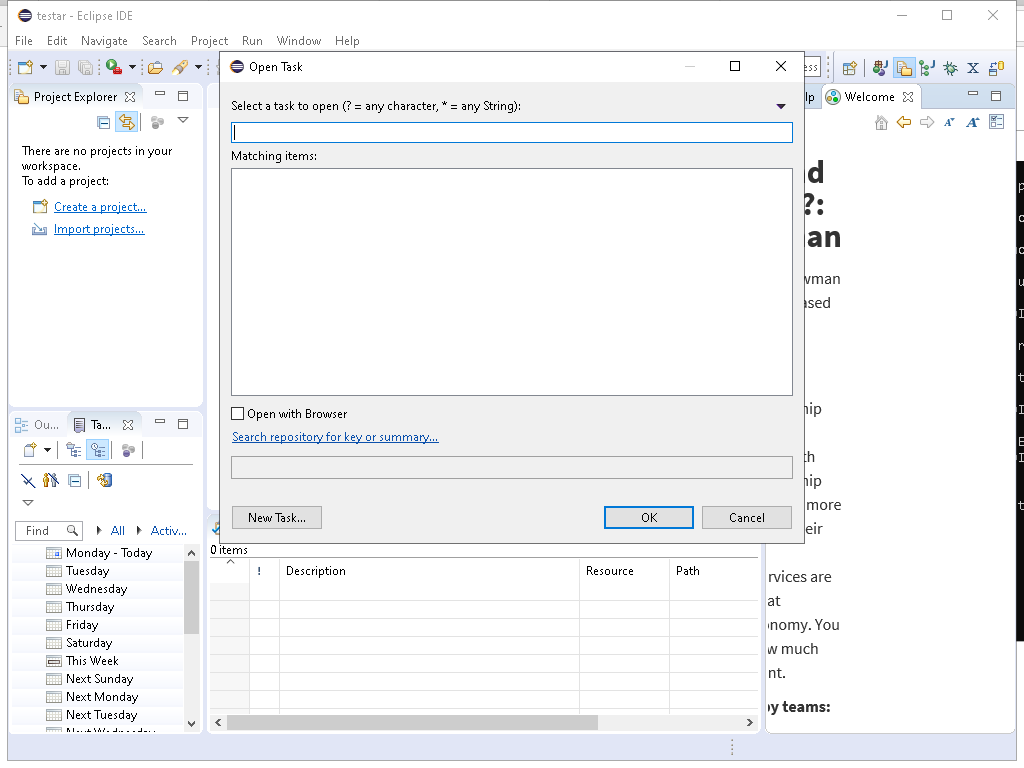 testar - Eclipse IDE
File Edit Navigate Search Project Run Window Help
Open Task
ess
Project Explorer
Welcome
Select a task to open (? = any character, * = any String):
Matching items:
There are no projects in your
workspace.
To add a project:
Create a project...
Import projects...
Open with Browser
Search repository for key or summary...
New Task...
OK
Cancel
Ou...
Ta...
Find
All
Activ...
Monday - Today
Tuesday
Wednesday
Thursday
Friday
Saturday
This Week
Next Sunday
Next Monday
Next Tuesday
Next Wednesday
0 items
! Description Resource Path
lp
d
?:
an
wman
ased
hip
th
hip
more
eir
rvices are
at
onomy. You
w much
nt.
by teams: